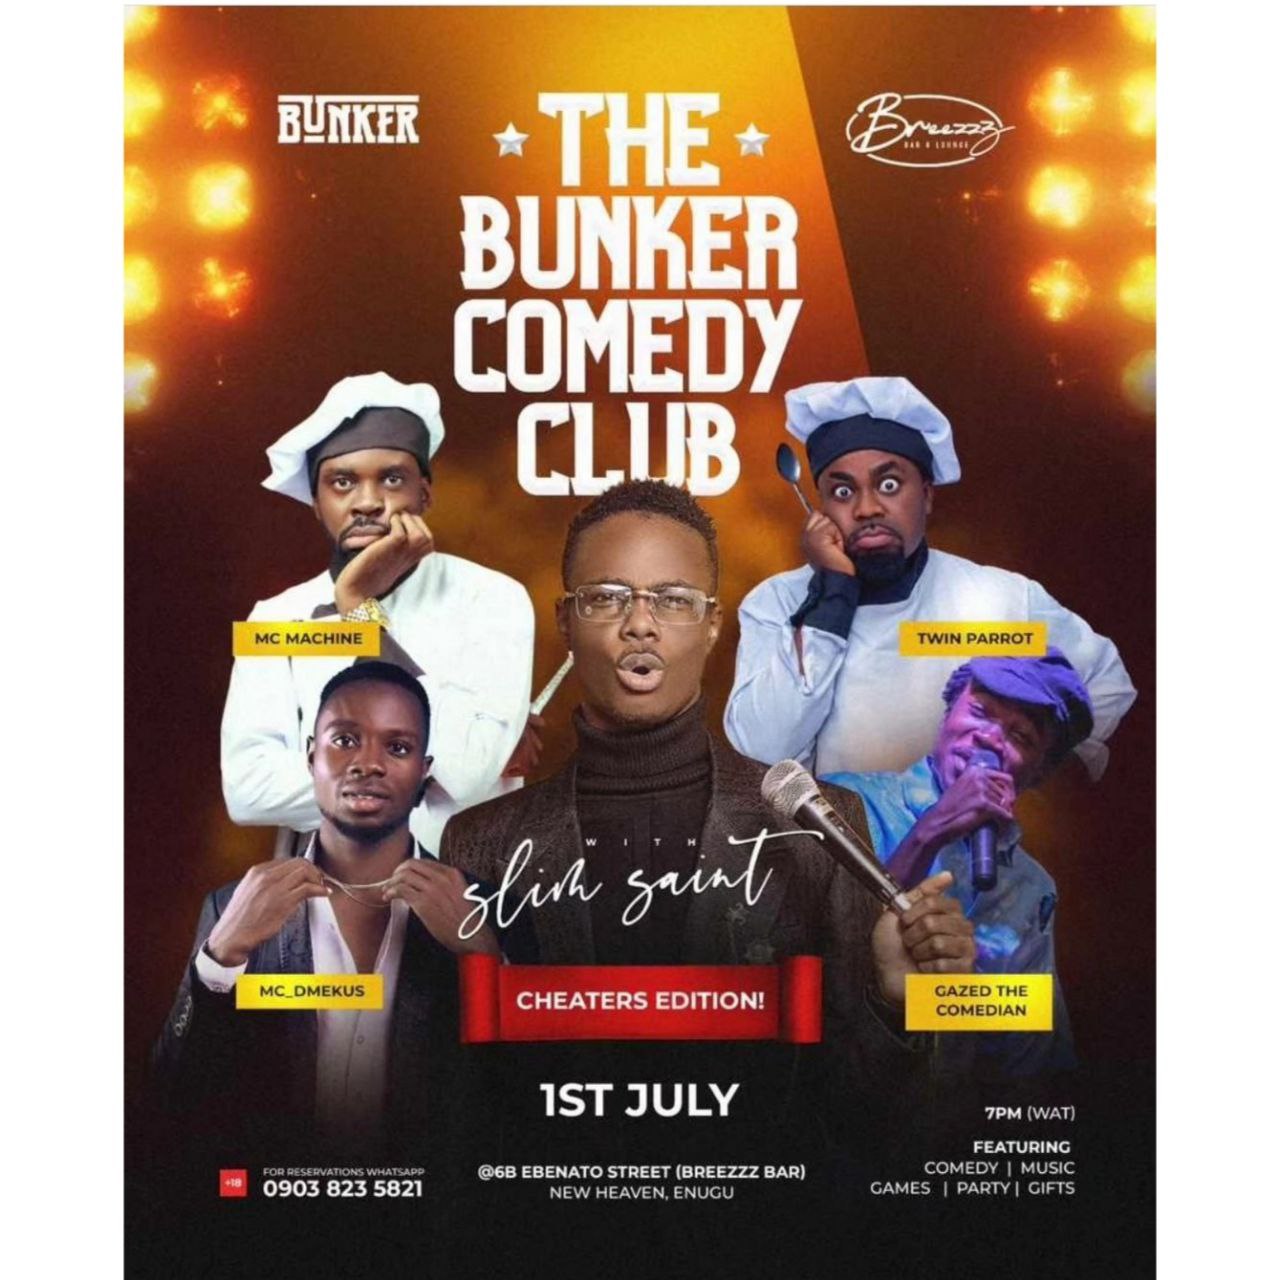 BUNKER
Breezzz
BAR & LOUNGE
THE
BUNKER
COMEDY
CLUB
MC MACHINE
TWIN PARROT
WITH
slim saint
MC_DMEKUS
GAZED THE
COMEDIAN
CHEATERS EDITION!
1ST JULY
7PM (WAT)
FEATURING
COMEDY | MUSIC
GAMES | PARTY | GIFTS
+18
FOR RESERVATIONS WHATSAPP
0903 823 5821
@6B EBENATO STREET (BREEZZZ BAR)
NEW HEAVEN, ENUGU